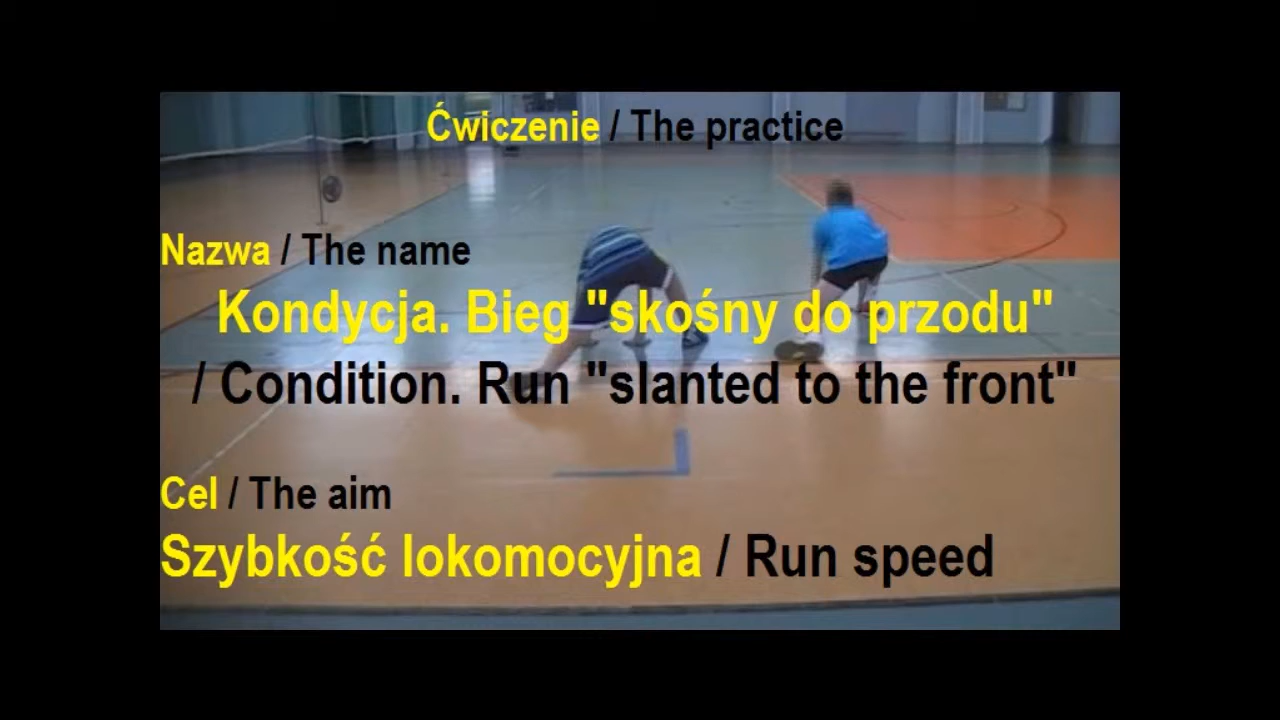 Ćwiczenie / The practice
Nazwa / The name
Kondycja. Bieg "skośny do przodu"
/ Condition. Run "slanted to the front"
Cel / The aim
Szybkość lokomocyjna / Run speed